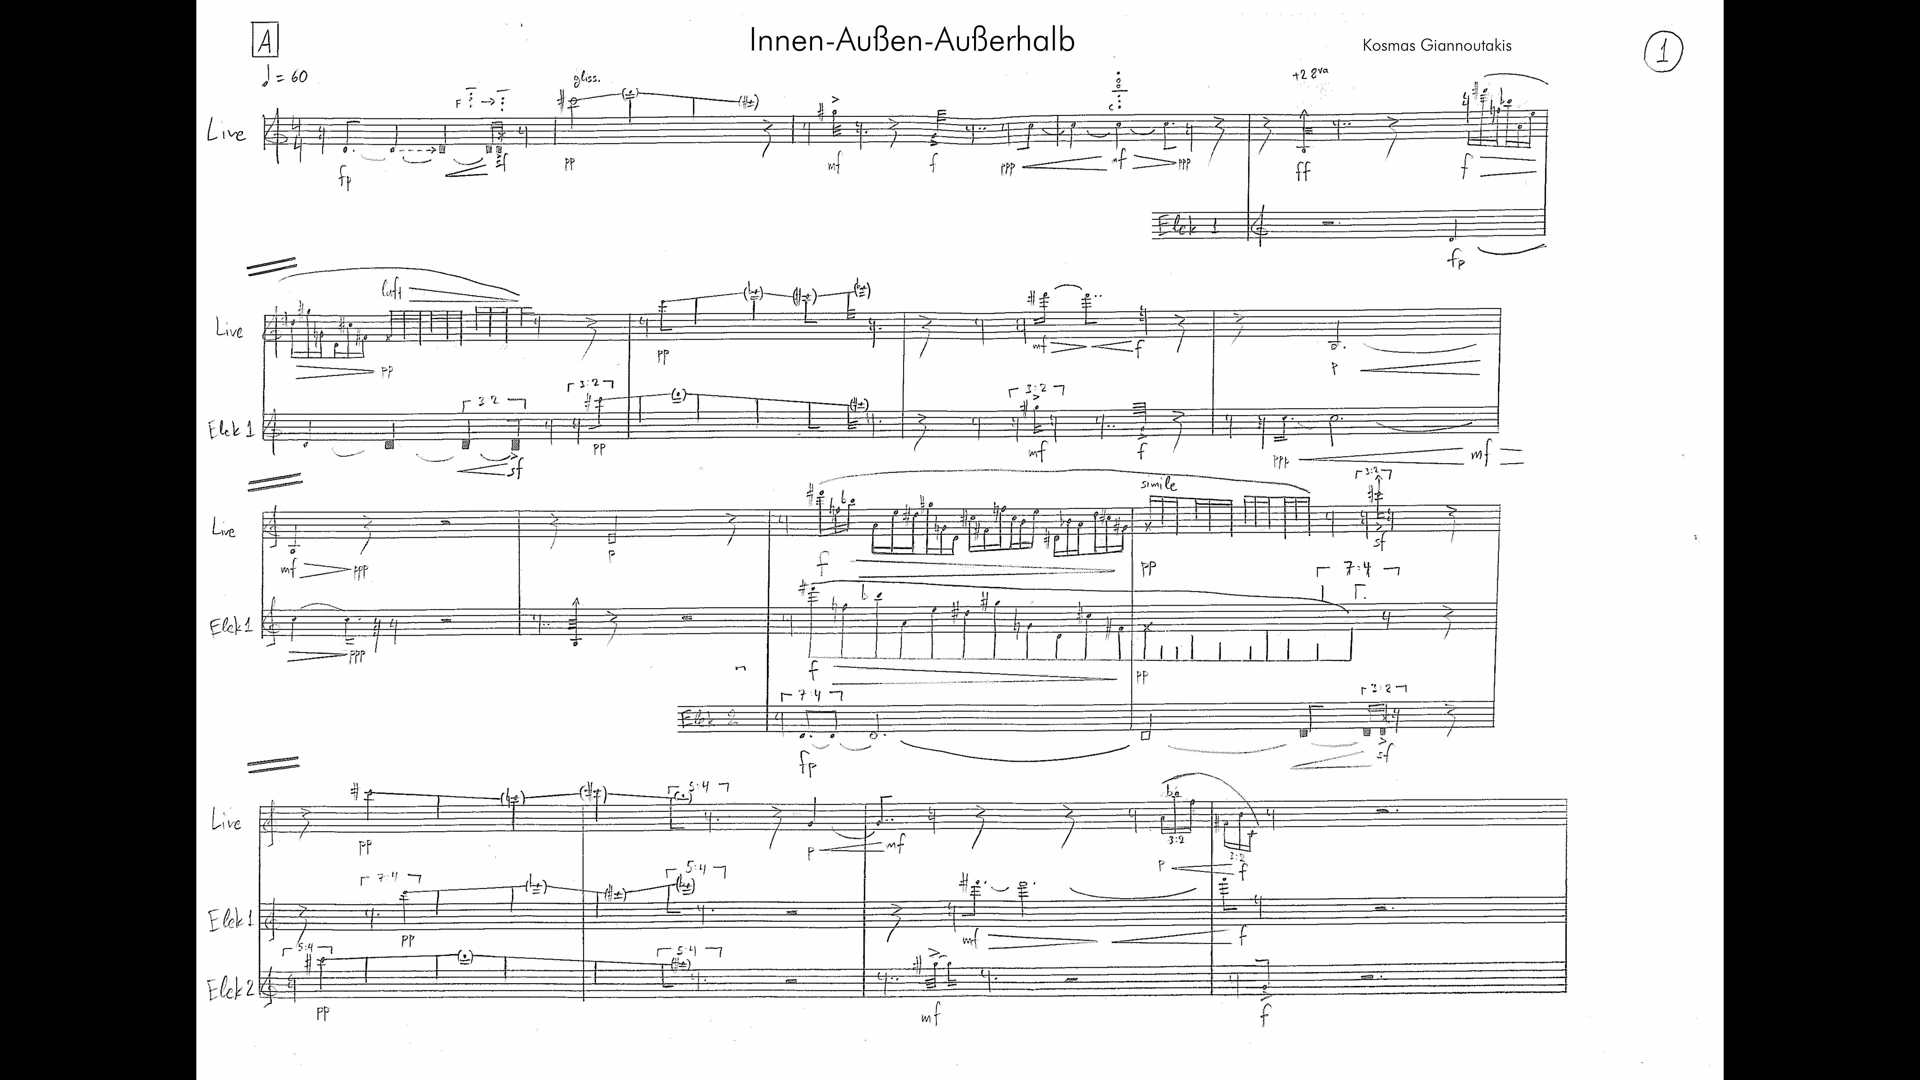 A
Innen-Außen-Außerhalb
Kosmas Giannoutakis
1
= 60
gliss.
+2 8va
F
C
Live
fp sf pp mf f ppp mf ppp ff f
Elek 1
fp
luft
Live
pp pp mf f p
3:2 3:2 3:2
Elek 1
sf pp mf f ppp mf
simile 3:2
Live
mf ppp p f pp sf
7:4
Elek 1
ppp f pp
7:4 3:2
Elek 2
fp sf
5:4
Live
pp p mf 3:2 p 3:2 f
7:4 5:4
Elek 1
pp mf f
5:4 5:4
Elek 2
pp mf f